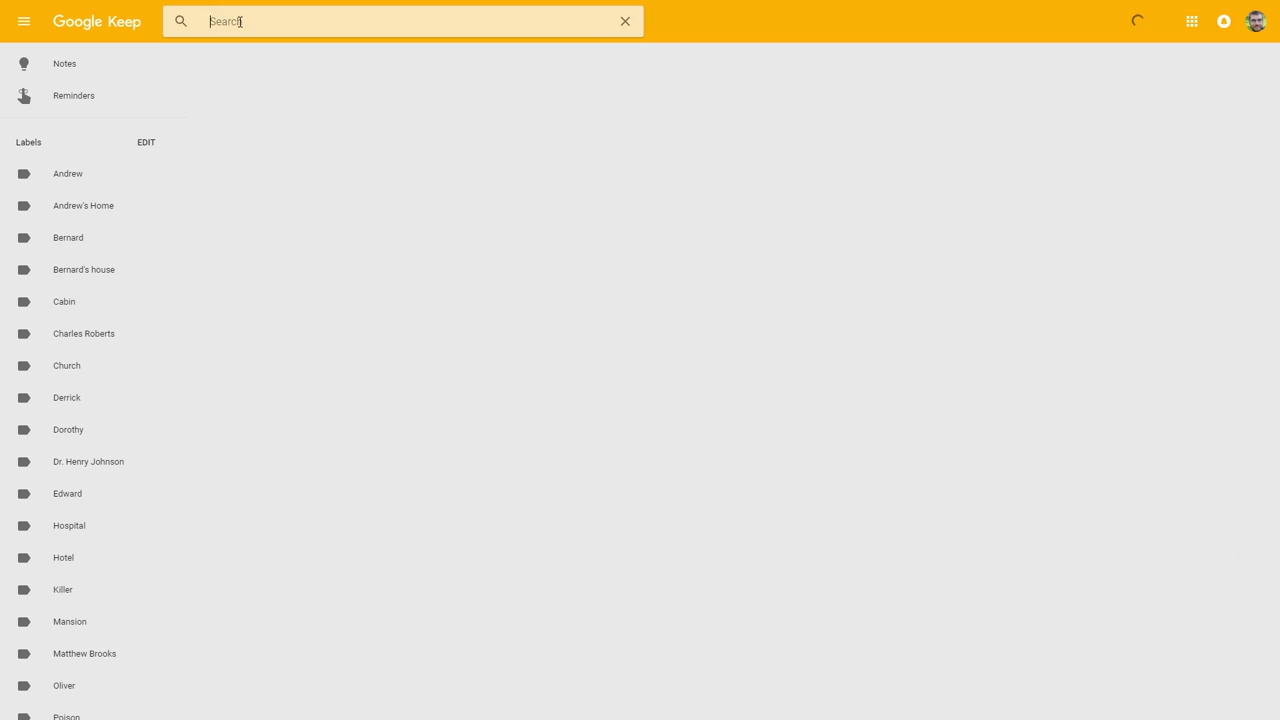 Google Keep
Search
Notes
Reminders
Labels
EDIT
Andrew
Andrew's Home
Bernard
Bernard's house
Cabin
Charles Roberts
Church
Derrick
Dorothy
Dr. Henry Johnson
Edward
Hospital
Hotel
Killer
Mansion
Matthew Brooks
Oliver
Poison